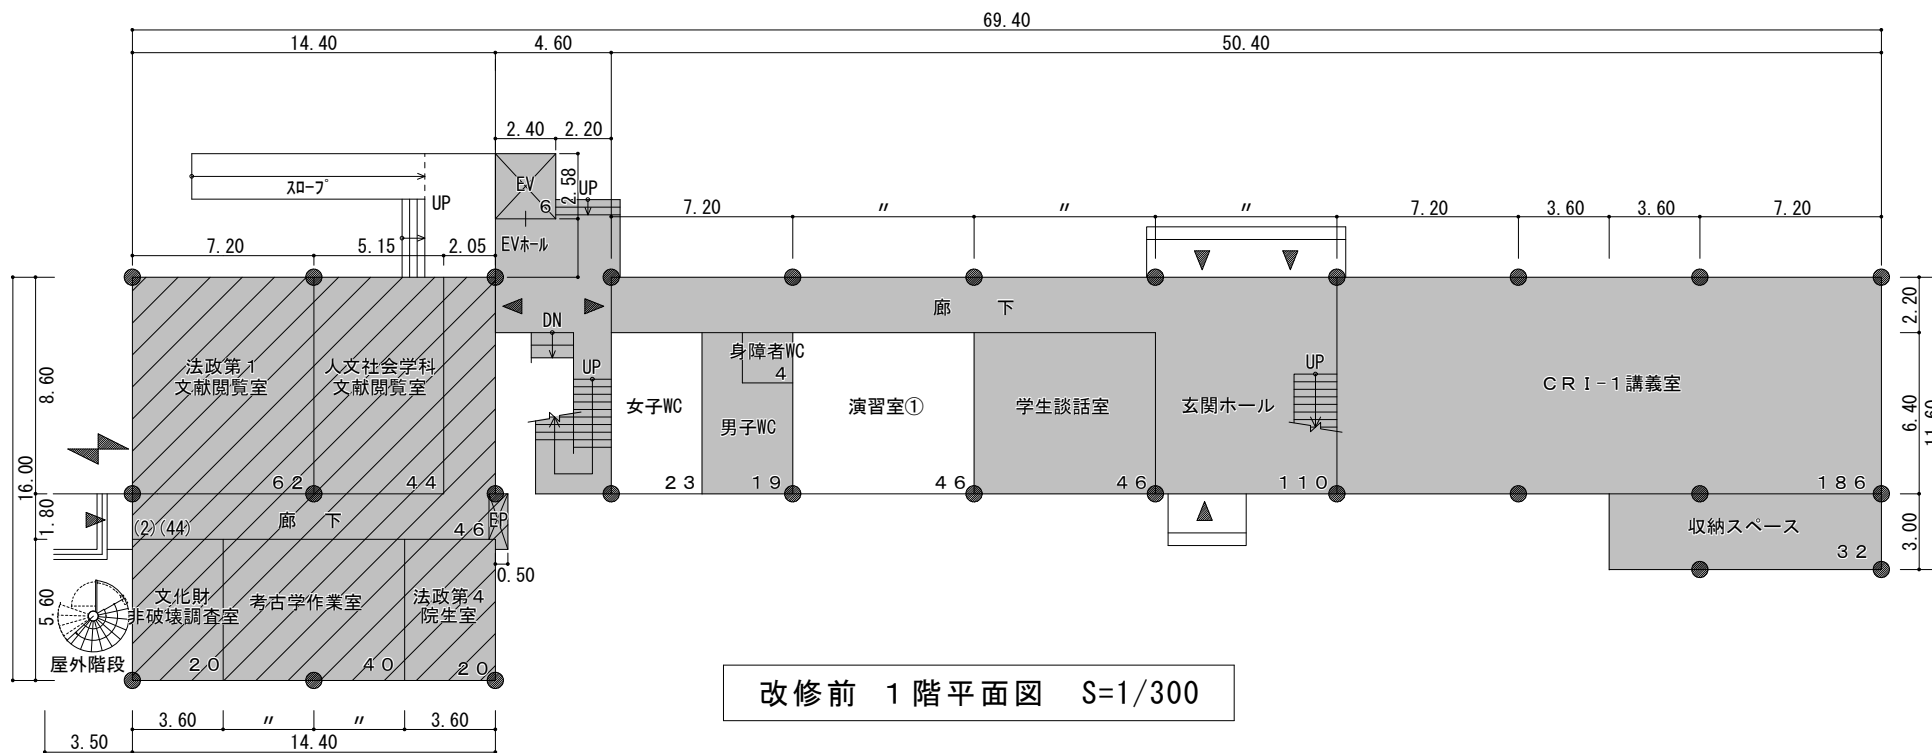 69.40
14.40
4.60
50.40
2.40
2.20
2.58
EV
6
UP
スロープ
UP
EVホール
7.20
〃
〃
〃
7.20
3.60
3.60
7.20
7.20
5.15
2.05
廊 下
DN
UP
UP
法政第1
文献閲覧室
62
人文社会学科
文献閲覧室
44
女子WC
23
身障者WC
4
男子WC
19
演習室①
46
学生談話室
46
玄関ホール
110
CRI-1講義室
186
2.20
6.40
11.60
3.00
収納スペース
32
8.60
16.00
1.80
5.60
(2)(44)
廊 下
46
EP
0.50
文化財
非破壊調査室
20
考古学作業室
40
法政第4
院生室
20
屋外階段
3.60
〃
〃
3.60
3.50
14.40
改修前 1階平面図 S=1/300